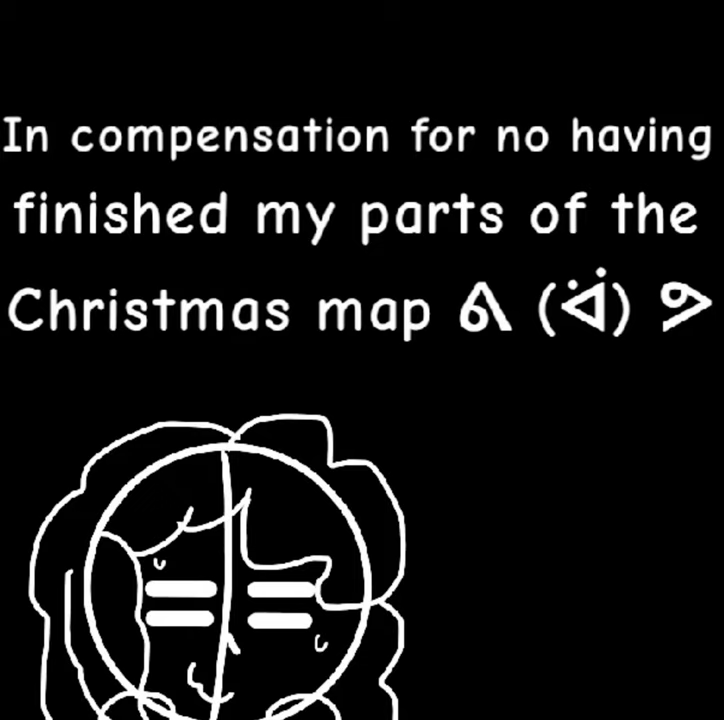 In compensation for no having
finished my parts of the
Christmas map ᕕ (ᐛ) ᕗ